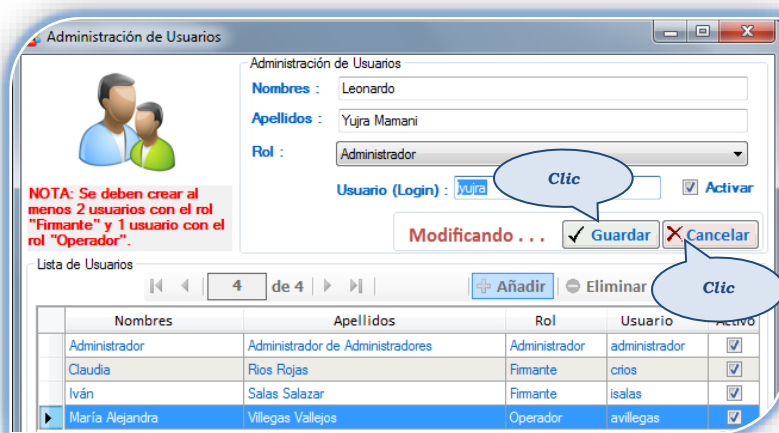 Administración de Usuarios
Administración de Usuarios
Nombres : Leonardo
Apellidos : Yujra Mamani
Rol : Administrador
Usuario (Login) : lyujra Clic Activar
NOTA: Se deben crear al
menos 2 usuarios con el rol
"Firmante" y 1 usuario con el
rol "Operador".
Modificando . . . Guardar Cancelar
Lista de Usuarios
4 de 4 Añadir Eliminar Clic
Nombres Apellidos Rol Usuario Activo
Administrador Administrador de Administradores Administrador administrador
Claudia Rios Rojas Firmante crios
Iván Salas Salazar Firmante isalas
María Alejandra Villegas Vallejos Operador avillegas